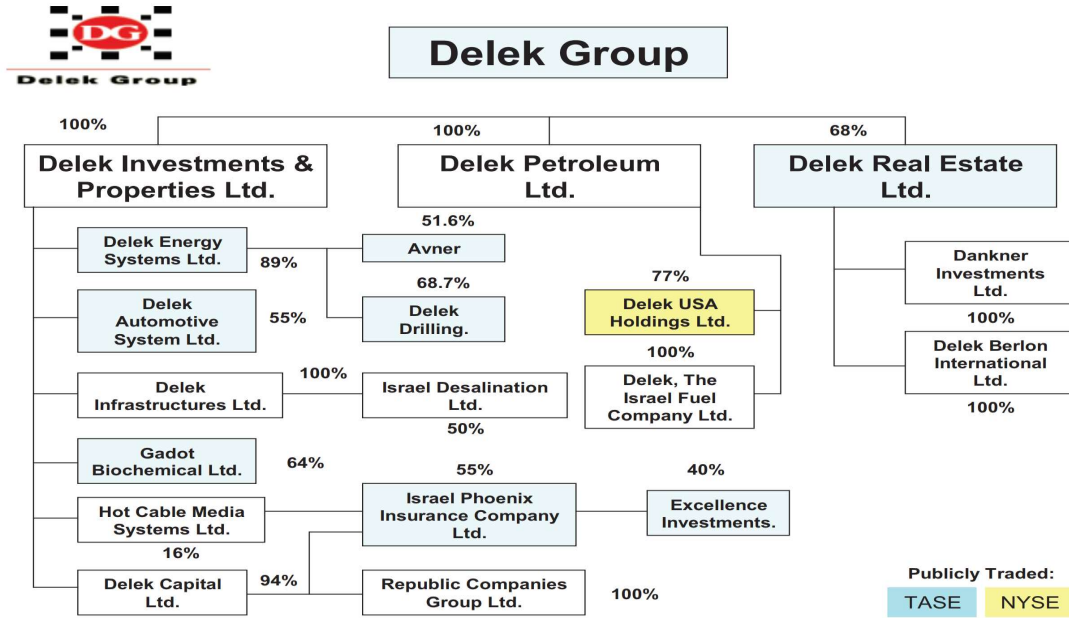 DG
Delek Group
Delek Group
100%
100%
68%
Delek Investments &
Properties Ltd.
Delek Petroleum
Ltd.
Delek Real Estate
Ltd.
Delek Energy
Systems Ltd.
89%
51.6%
Avner
68.7%
Delek
Drilling.
Delek
Automotive
System Ltd.
55%
Delek
Infrastructures Ltd.
100%
Israel Desalination
Ltd.
50%
Gadot
Biochemical Ltd.
64%
Hot Cable Media
Systems Ltd.
16%
55%
Israel Phoenix
Insurance Company
Ltd.
40%
Excellence
Investments.
Delek Capital
Ltd.
94%
Republic Companies
Group Ltd.
100%
77%
Delek USA
Holdings Ltd.
100%
Delek, The
Israel Fuel
Company Ltd.
Dankner
Investments
Ltd.
100%
Delek Berlon
International
Ltd.
100%
Publicly Traded:
TASE
NYSE